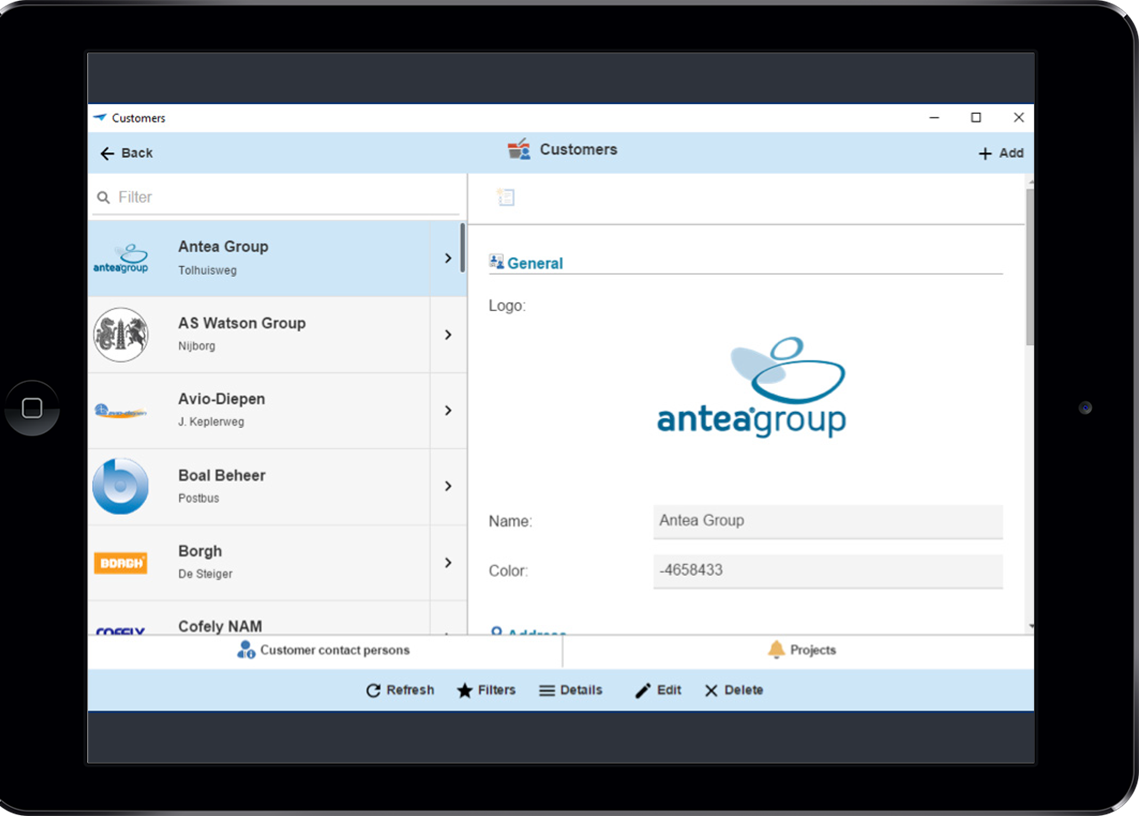 Customers
Back
Customers
Add
Filter
Antea Group
Tolhuisweg
anteagroup
AS Watson Group
Nijborg
Avio-Diepen
J. Keplerweg
Boal Beheer
Postbus
BORGH
Borgh
De Steiger
COFELY
Cofely NAM
General
Logo:
anteagroup
Name:
Antea Group
Color:
-4658433
Address
Customer contact persons
Projects
Refresh
Filters
Details
Edit
Delete